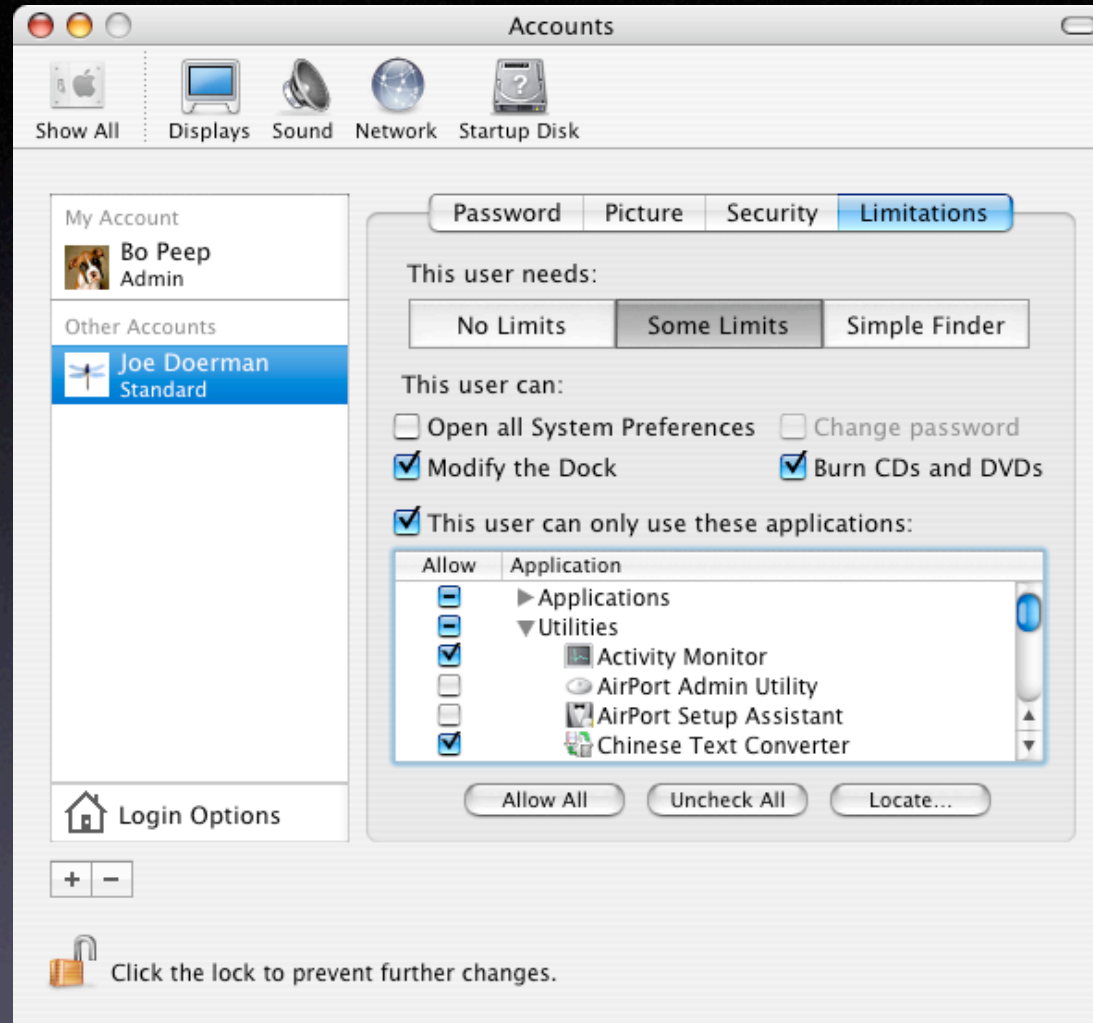 Accounts
Show All
Displays
Sound
Network
Startup Disk
My Account
Bo Peep
Admin
Other Accounts
Joe Doerman
Standard
Login Options
Password
Picture
Security
Limitations
This user needs:
No Limits
Some Limits
Simple Finder
This user can:
Open all System Preferences
Change password
Modify the Dock
Burn CDs and DVDs
This user can only use these applications:
Allow
Application
Applications
Utilities
Activity Monitor
AirPort Admin Utility
AirPort Setup Assistant
Chinese Text Converter
Allow All
Uncheck All
Locate...
Click the lock to prevent further changes.